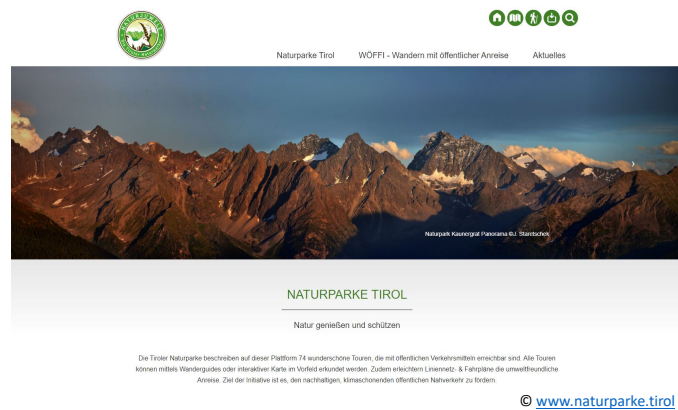 Naturparke Tirol
WÖFFI - Wandern mit öffentlicher Anreise
Aktuelles
Naturpark Kaunergrat Panorama ©J. Staretschek
NATURPARKE TIROL
Natur genießen und schützen
Die Tiroler Naturparke beschreiben auf dieser Plattform 74 wunderschöne Touren, die mit öffentlichen Verkehrsmitteln erreichbar sind. Alle Touren
können mittels Wanderguides oder interaktiver Karte im Vorfeld erkundet werden. Zudem erleichtern Liniennetz- & Fahrpläne die umweltfreundliche
Anreise. Ziel der Initiative ist es, den nachhaltigen, klimaschonenden öffentlichen Nahverkehr zu fördern.
© www.naturparke.tirol